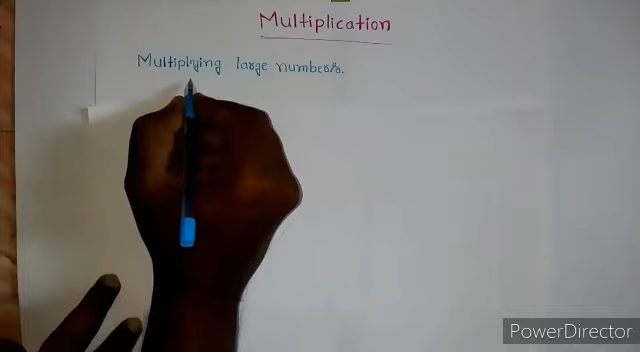 Multiplication
Multiplying large numbers.
PowerDirector